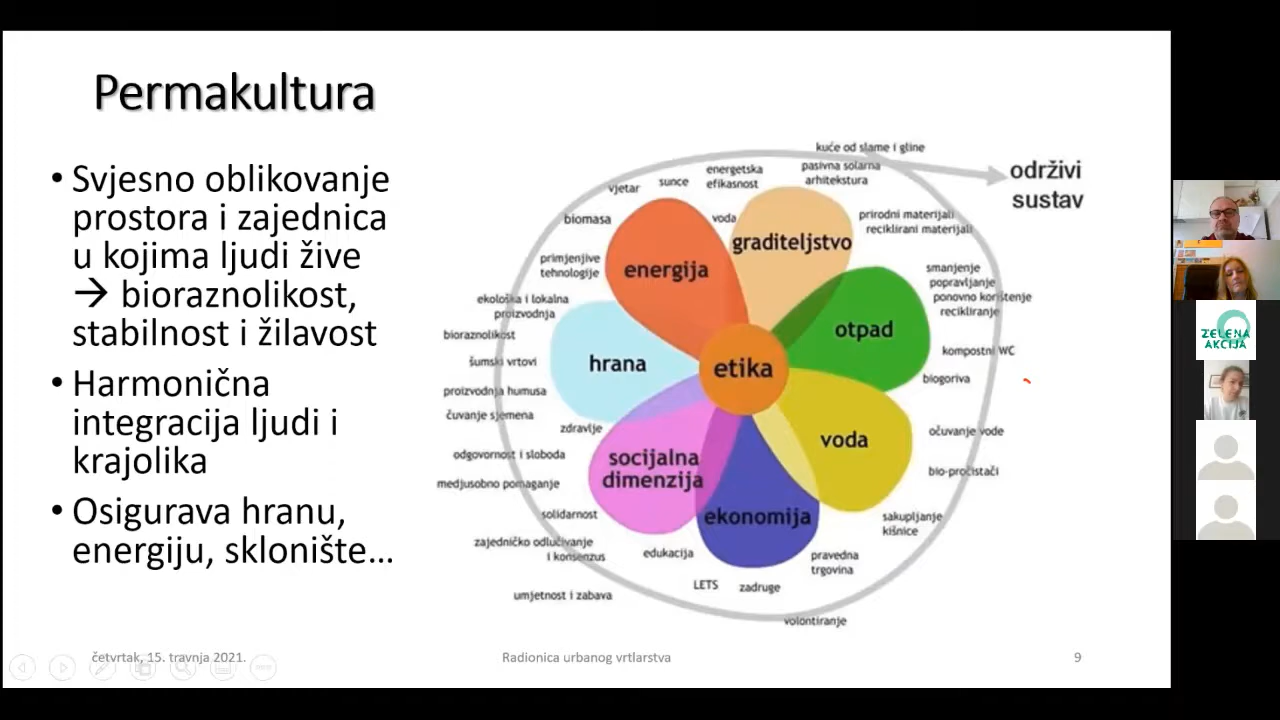 Permakultura
• Svjesno oblikovanje
prostora i zajednica
u kojima ljudi žive
→ bioraznolikost,
stabilnost i žilavost
• Harmonična
integracija ljudi i
krajolika
• Osigurava hranu,
energiju, sklonište…
kuće od slame i gline
pasivna solarna
arhitektura
energetska
efikasnost
sunce
vjetar
biomasa
voda
prirodni materijali
reciklirani materijali
održivi
sustav
graditeljstvo
energija
primjenjive
tehnologije
smanjenje
popravljanje
ponovno korištenje
recikliranje
ekološka i lokalna
proizvodnja
bioraznolikost
otpad
kompostni WC
šumski vrtovi
hrana
etika
biogoriva
proizvodnja humusa
čuvanje sjemena
zdravlje
voda
očuvanje vode
odgovornost i sloboda
socijalna
dimenzija
bio-pročistači
medjusobno pomaganje
solidarnost
ekonomija
sakupljanje
kišnice
zajedničko odlučivanje
i konsenzus
edukacija
pravedna
trgovina
LETS
zadruge
umjetnost i zabava
volontiranje
četvrtak, 15. travnja 2021.
Radionica urbanog vrtlarstva
9
ZELENA
AKCIJA